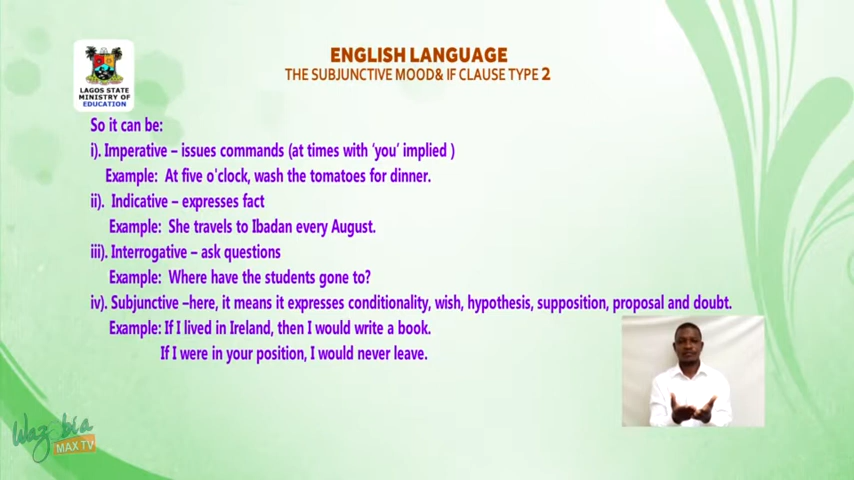 ENGLISH LANGUAGE
THE SUBJUNCTIVE MOOD& IF CLAUSE TYPE 2
LAGOS STATE
MINISTRY OF
EDUCATION
So it can be:
i). Imperative – issues commands (at times with ‘you’ implied )
Example: At five o'clock, wash the tomatoes for dinner.
ii). Indicative – expresses fact
Example: She travels to Ibadan every August.
iii). Interrogative – ask questions
Example: Where have the students gone to?
iv). Subjunctive –here, it means it expresses conditionality, wish, hypothesis, supposition, proposal and doubt.
Example: If I lived in Ireland, then I would write a book.
If I were in your position, I would never leave.
Wazobia
MAX TV